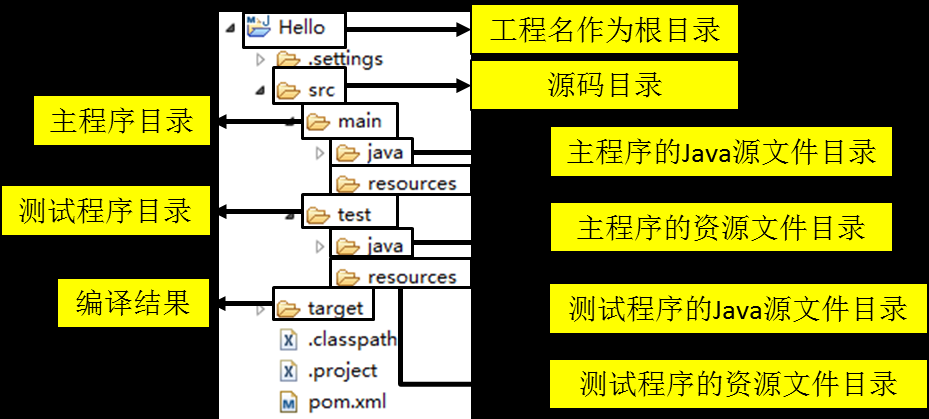 Hello
工程名作为根目录
.settings
src
源码目录
主程序目录
main
java
主程序的Java源文件目录
resources
测试程序目录
test
主程序的资源文件目录
java
resources
编译结果
target
测试程序的Java源文件目录
.classpath
.project
测试程序的资源文件目录
pom.xml